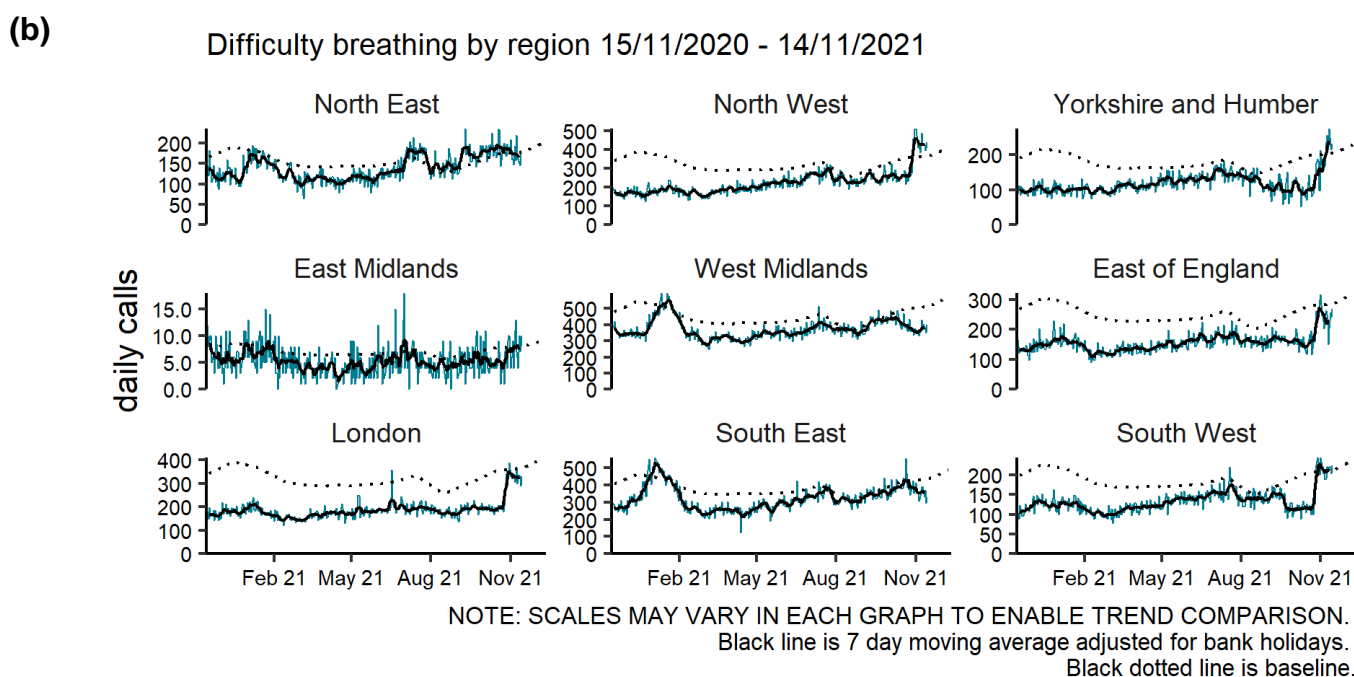 (b)
Difficulty breathing by region 15/11/2020 - 14/11/2021
daily calls
North East
200
150
100
50
0
North West
500
400
300
200
100
0
Yorkshire and Humber
200
100
0
East Midlands
15.0
10.0
5.0
0.0
West Midlands
500
400
300
200
100
0
East of England
300
200
100
0
London
400
300
200
100
0
Feb 21 May 21 Aug 21 Nov 21
South East
500
400
300
200
100
0
Feb 21 May 21 Aug 21 Nov 21
South West
200
150
100
50
0
Feb 21 May 21 Aug 21 Nov 21
NOTE: SCALES MAY VARY IN EACH GRAPH TO ENABLE TREND COMPARISON.
Black line is 7 day moving average adjusted for bank holidays.
Black dotted line is baseline.